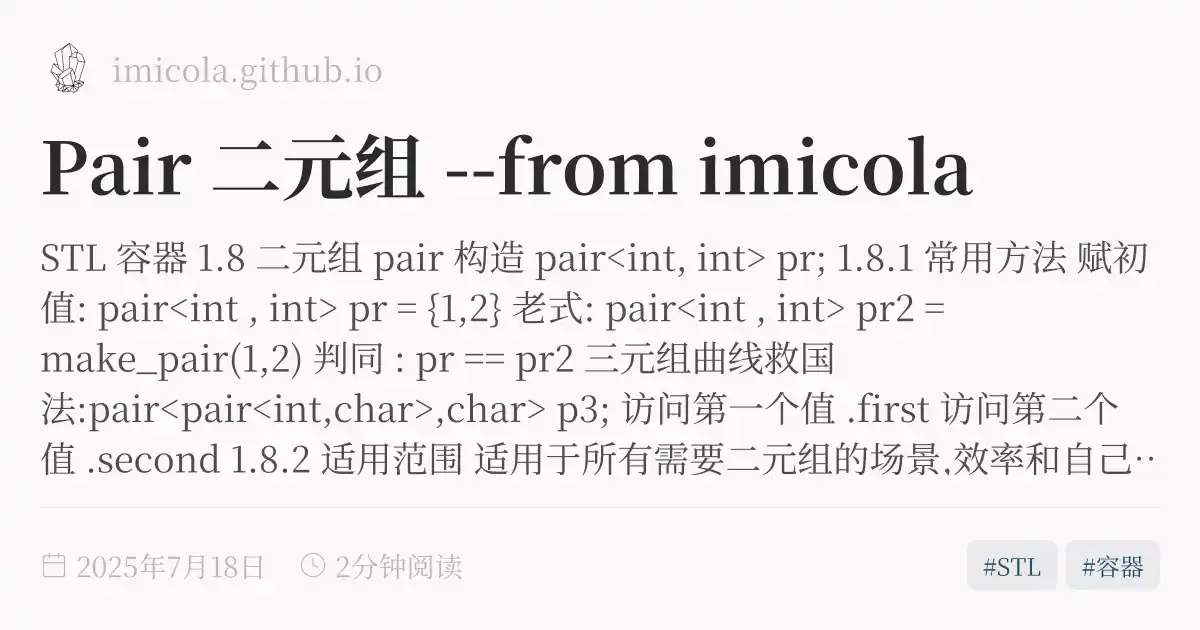 imicola.github.io
Pair 二元组 --from imicola
STL 容器 1.8 二元组 pair 构造 pair<int, int> pr; 1.8.1 常用方法 赋初
值: pair<int , int> pr = {1,2} 老式: pair<int , int> pr2 =
make_pair(1,2) 判同 : pr == pr2 三元组曲线救国
法:pair<pair<int,char>,char> p3; 访问第一个值 .first 访问第二个
值 .second 1.8.2 适用范围 适用于所有需要二元组的场景,效率和自己··
2025年7月18日
2分钟阅读
#STL
#容器